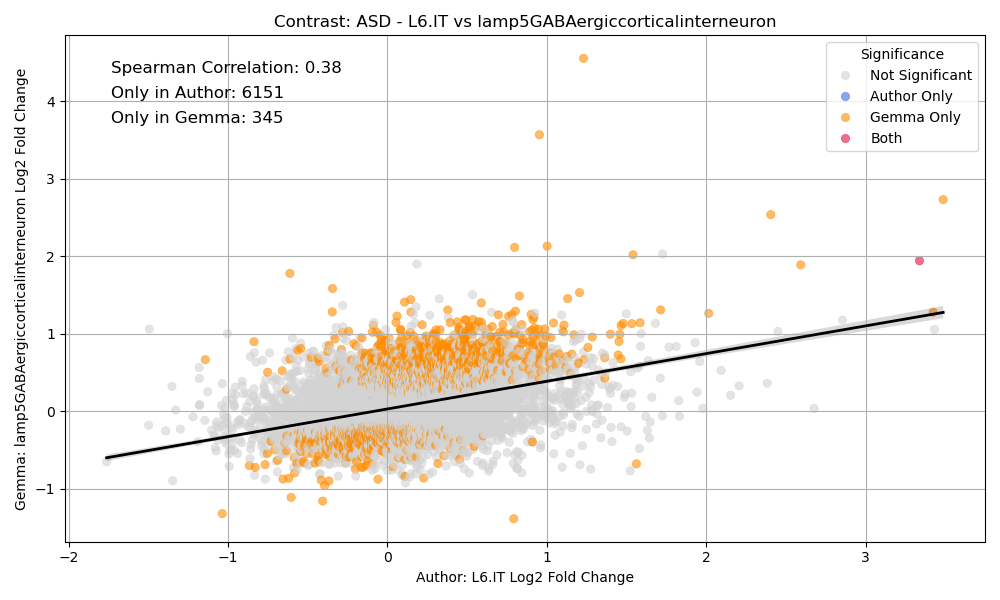 Contrast: ASD - L6.IT vs lamp5GABAergiccorticalinterneuron
Spearman Correlation: 0.38
Only in Author: 6151
Only in Gemma: 345
Significance
Not Significant
Author Only
Gemma Only
Both
Gemma: lamp5GABAergiccorticalinterneuron Log2 Fold Change
4
3
2
1
0
−1
−2
−1
0
1
2
3
Author: L6.IT Log2 Fold Change